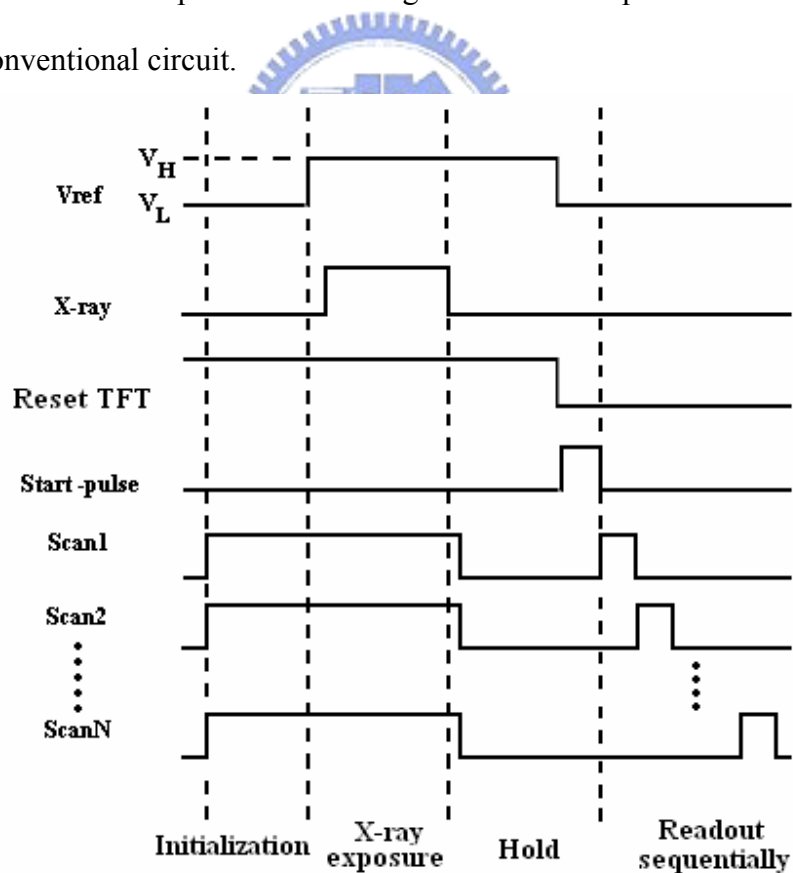 onventional circuit.
V_H
Vref V_L
X-ray
Reset TFT
Start-pulse
Scan1
Scan2
ScanN
Initialization X-ray exposure Hold Readout sequentially